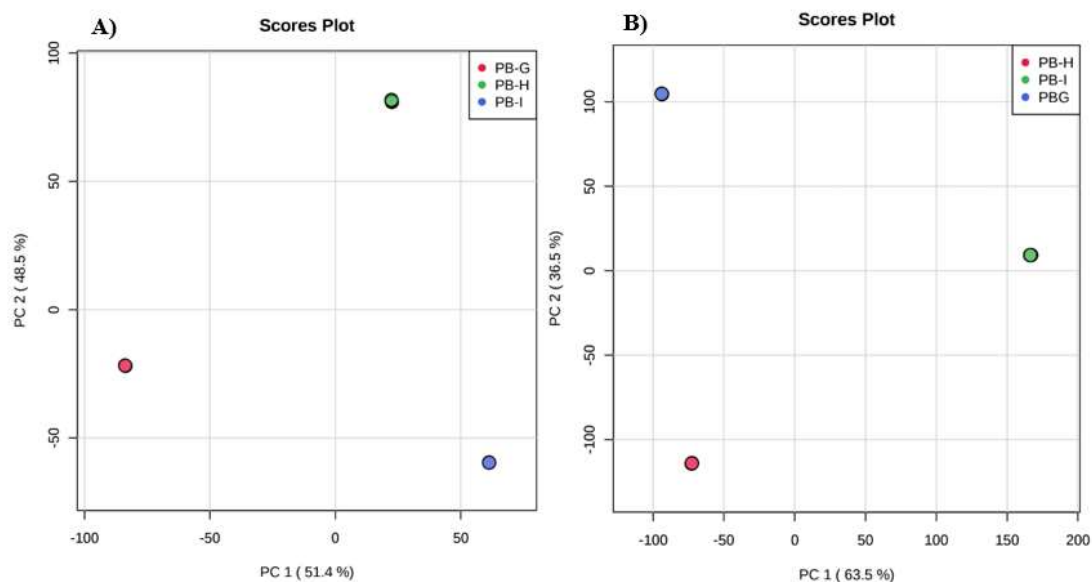 A)
Scores Plot
PB-G
PB-H
PB-I
PC 2 ( 48.5 %)
100
50
0
-50
-100
-50
0
50
PC 1 ( 51.4 %)
B)
Scores Plot
PB-H
PB-I
PBG
PC 2 ( 36.5 %)
100
50
0
-50
-100
-100
-50
0
50
100
150
200
PC 1 ( 63.5 %)